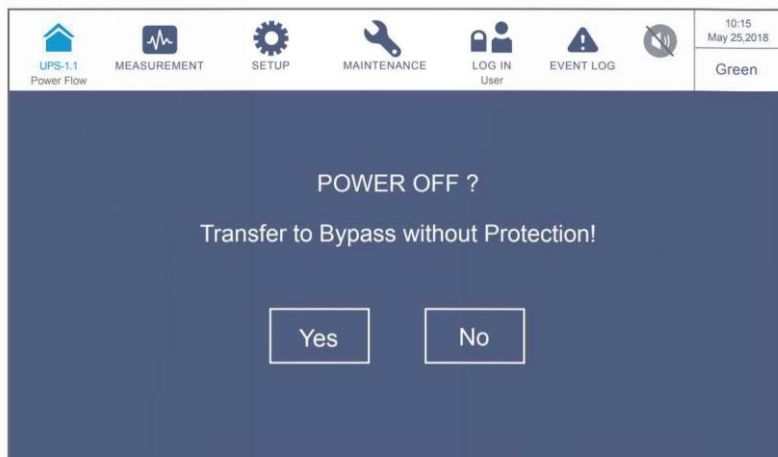 UPS-1.1
Power Flow
MEASUREMENT
SETUP
MAINTENANCE
LOG IN
User
EVENT LOG
10:15
May 25,2018
Green
POWER OFF ?
Transfer to Bypass without Protection!
Yes
No